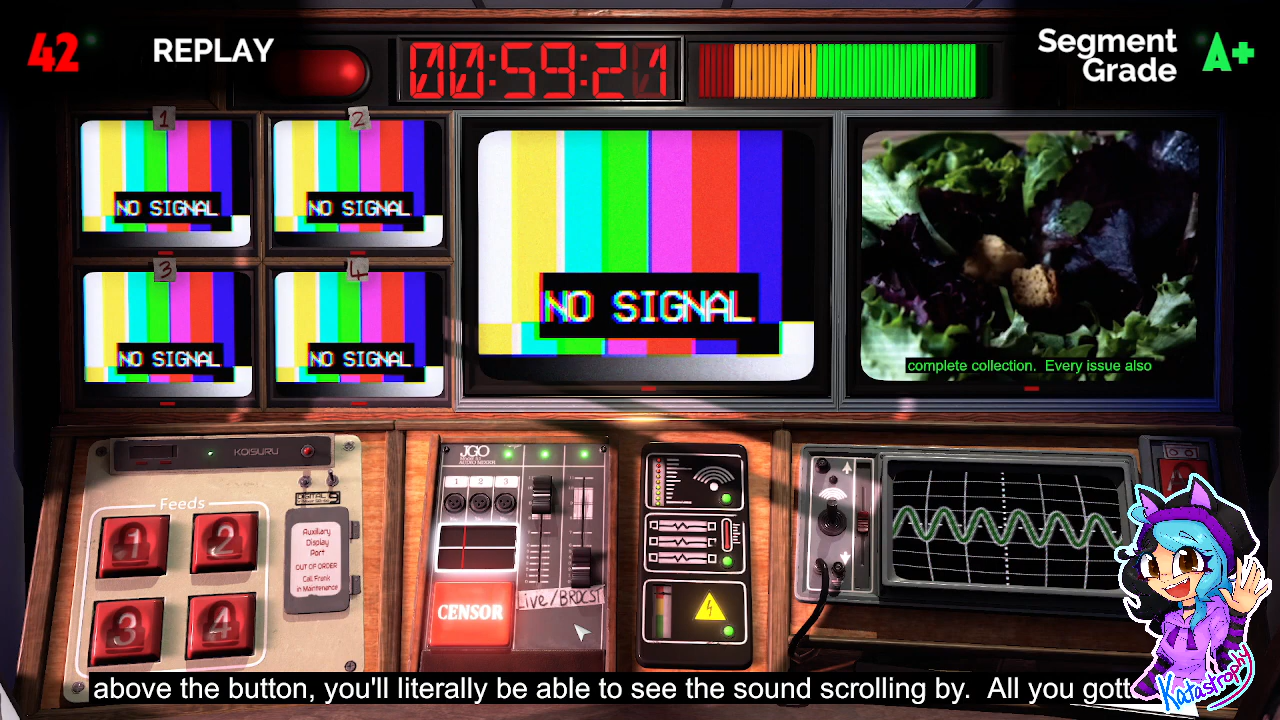 42
REPLAY
00:59:21
Segment
Grade
A+
1
2
NO SIGNAL
NO SIGNAL
NO SIGNAL
3
4
NO SIGNAL
NO SIGNAL
complete collection.  Every issue also
KOISURU
JGO
Feeds
1
2
3
4
DIGITAL 9
Auxiliary
Display
Port
OUT OF ORDER
Call Frank
in Maintenance
1 2 3
CENSOR
Live/BRDCST
above the button, you'll literally be able to see the sound scrolling by.  All you gott
Katastrophy